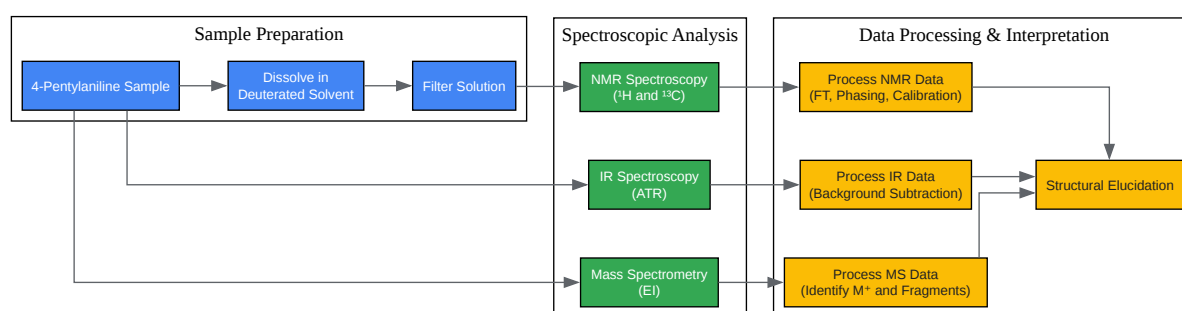 Sample Preparation
Spectroscopic Analysis
Data Processing & Interpretation
4-Pentylaniline Sample
Dissolve in
Deuterated Solvent
Filter Solution
NMR Spectroscopy
(¹H and ¹³C)
Process NMR Data
(FT, Phasing, Calibration)
IR Spectroscopy
(ATR)
Process IR Data
(Background Subtraction)
Structural Elucidation
Mass Spectrometry
(EI)
Process MS Data
(Identify M⁺ and Fragments)